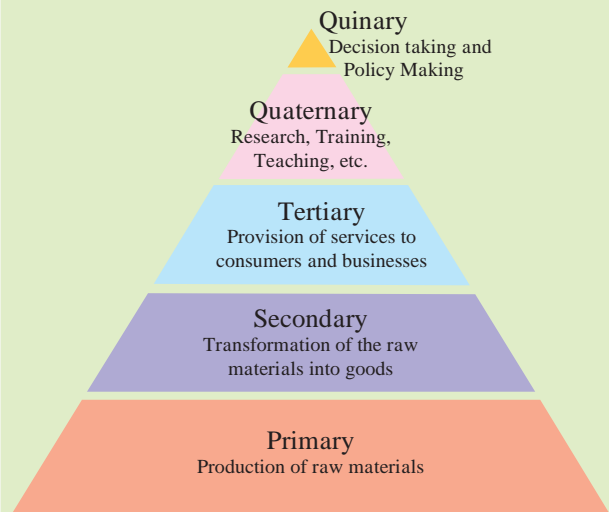 Quinary
Decision taking and
Policy Making
Quaternary
Research, Training,
Teaching, etc.
Tertiary
Provision of services to
consumers and businesses
Secondary
Transformation of the raw
materials into goods
Primary
Production of raw materials